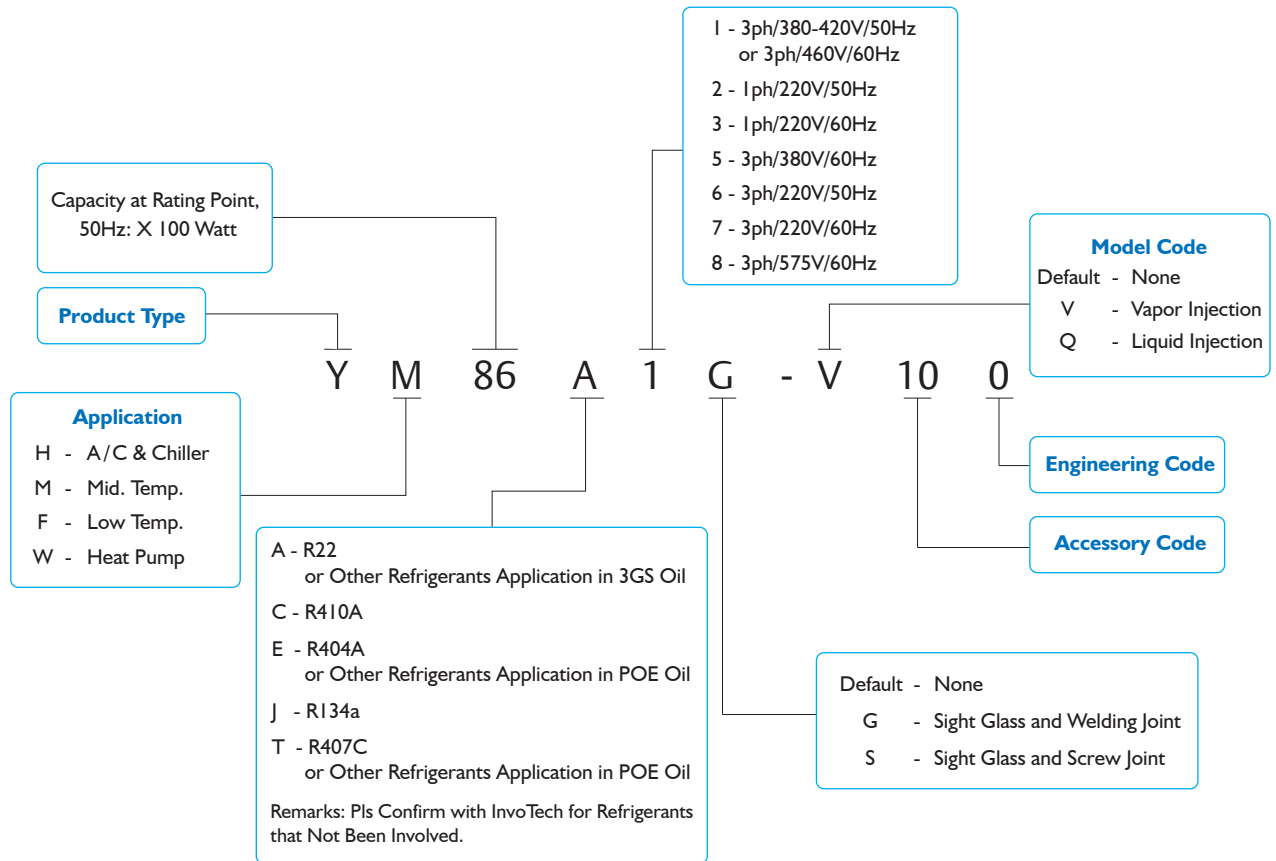 1 - 3ph/380-420V/50Hz
or 3ph/460V/60Hz
2 - 1ph/220V/50Hz
3 - 1ph/220V/60Hz
5 - 3ph/380V/60Hz
6 - 3ph/220V/50Hz
7 - 3ph/220V/60Hz
8 - 3ph/575V/60Hz
Capacity at Rating Point,
50Hz: X 100 Watt
Product Type
Model Code
Default - None
V - Vapor Injection
Q - Liquid Injection
Y M 86 A 1 G - V 10 0
Application
H - A/C & Chiller
M - Mid. Temp.
F - Low Temp.
W - Heat Pump
Engineering Code
Accessory Code
A - R22
or Other Refrigerants Application in 3GS Oil
C - R410A
E - R404A
or Other Refrigerants Application in POE Oil
J - R134a
T - R407C
or Other Refrigerants Application in POE Oil
Remarks: Pls Confirm with InvoTech for Refrigerants
that Not Been Involved.
Default - None
G - Sight Glass and Welding Joint
S - Sight Glass and Screw Joint